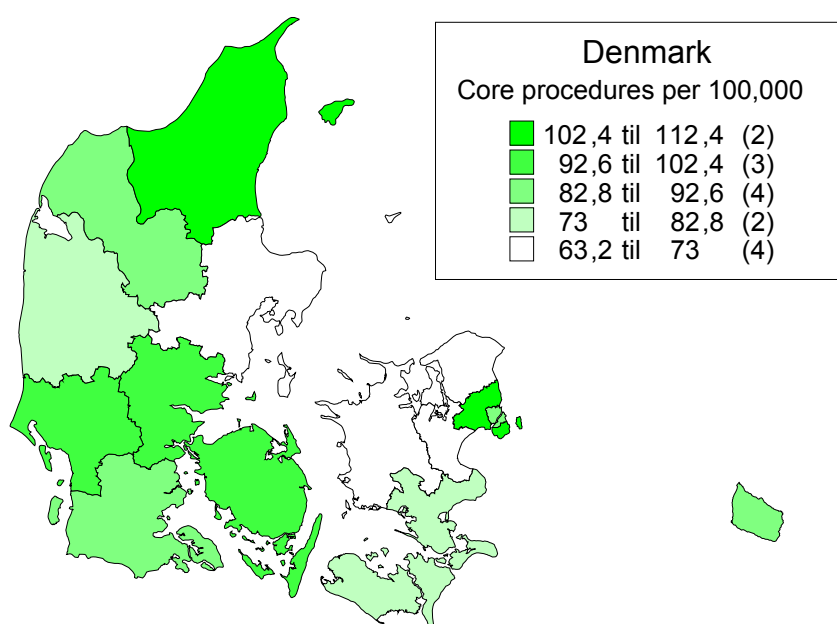 Denmark
Core procedures per 100,000
102,4 til 112,4 (2)
92,6 til 102,4 (3)
82,8 til 92,6 (4)
73 til 82,8 (2)
63,2 til 73 (4)